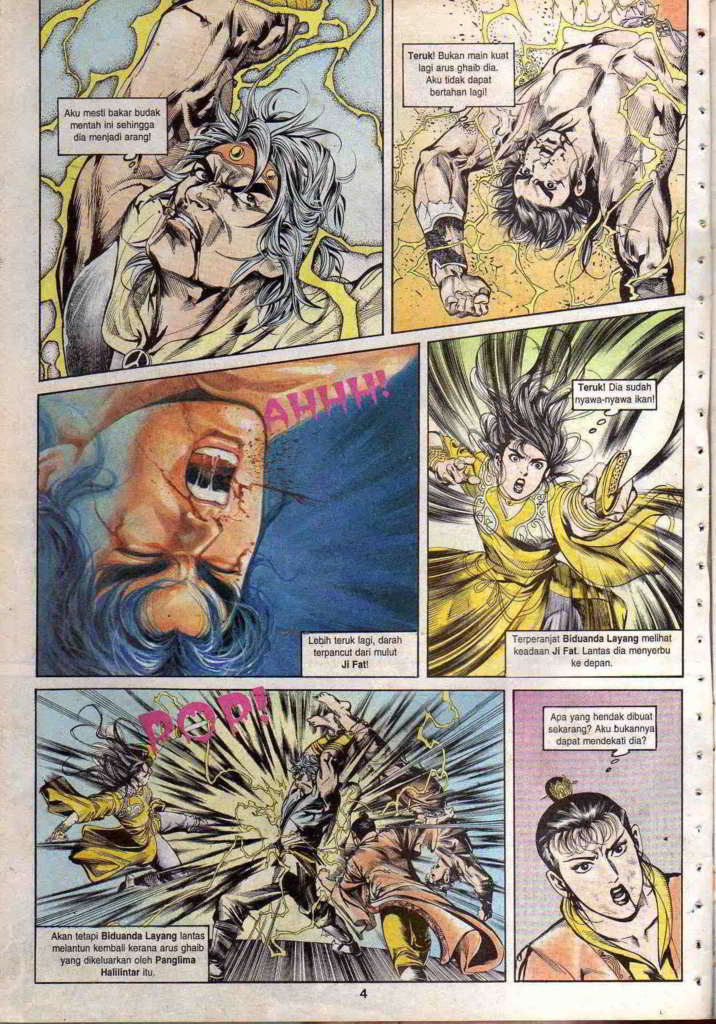 Aku mesti bakar budak
mentah ini sehingga
dia menjadi arang!
Teruk! Bukan main kuat
lagi arus ghaib dia.
Aku tidak dapat
bertahan lagi!
AHHH!
Lebih teruk lagi, darah
terpancut dari mulut
Ji Fat!
Teruk! Dia sudah
nyawa-nyawa ikan!
Terperanjat Biduanda Layang melihat
keadaan Ji Fat. Lantas dia menyerbu
ke depan.
POP!
Akan tetapi Biduanda Layang lantas
melantun kembali kerana arus ghaib
yang dikeluarkan oleh Panglima
Halilintar itu.
Apa yang hendak dibuat
sekarang? Aku bukannya
dapat mendekati dia?
4